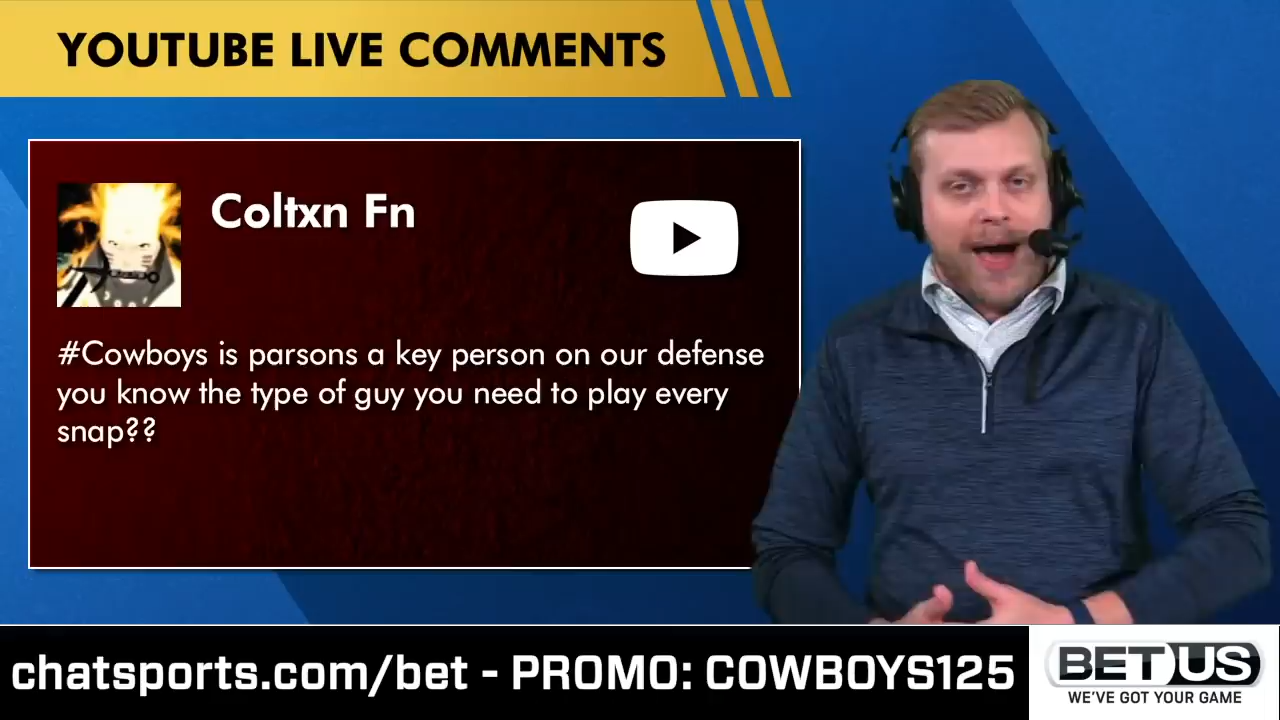 YOUTUBE LIVE COMMENTS
Coltxn Fn
#Cowboys is parsons a key person on our defense
you know the type of guy you need to play every
snap??
chatsports.com/bet - PROMO: COWBOYS125
BETUS
WE'VE GOT YOUR GAME